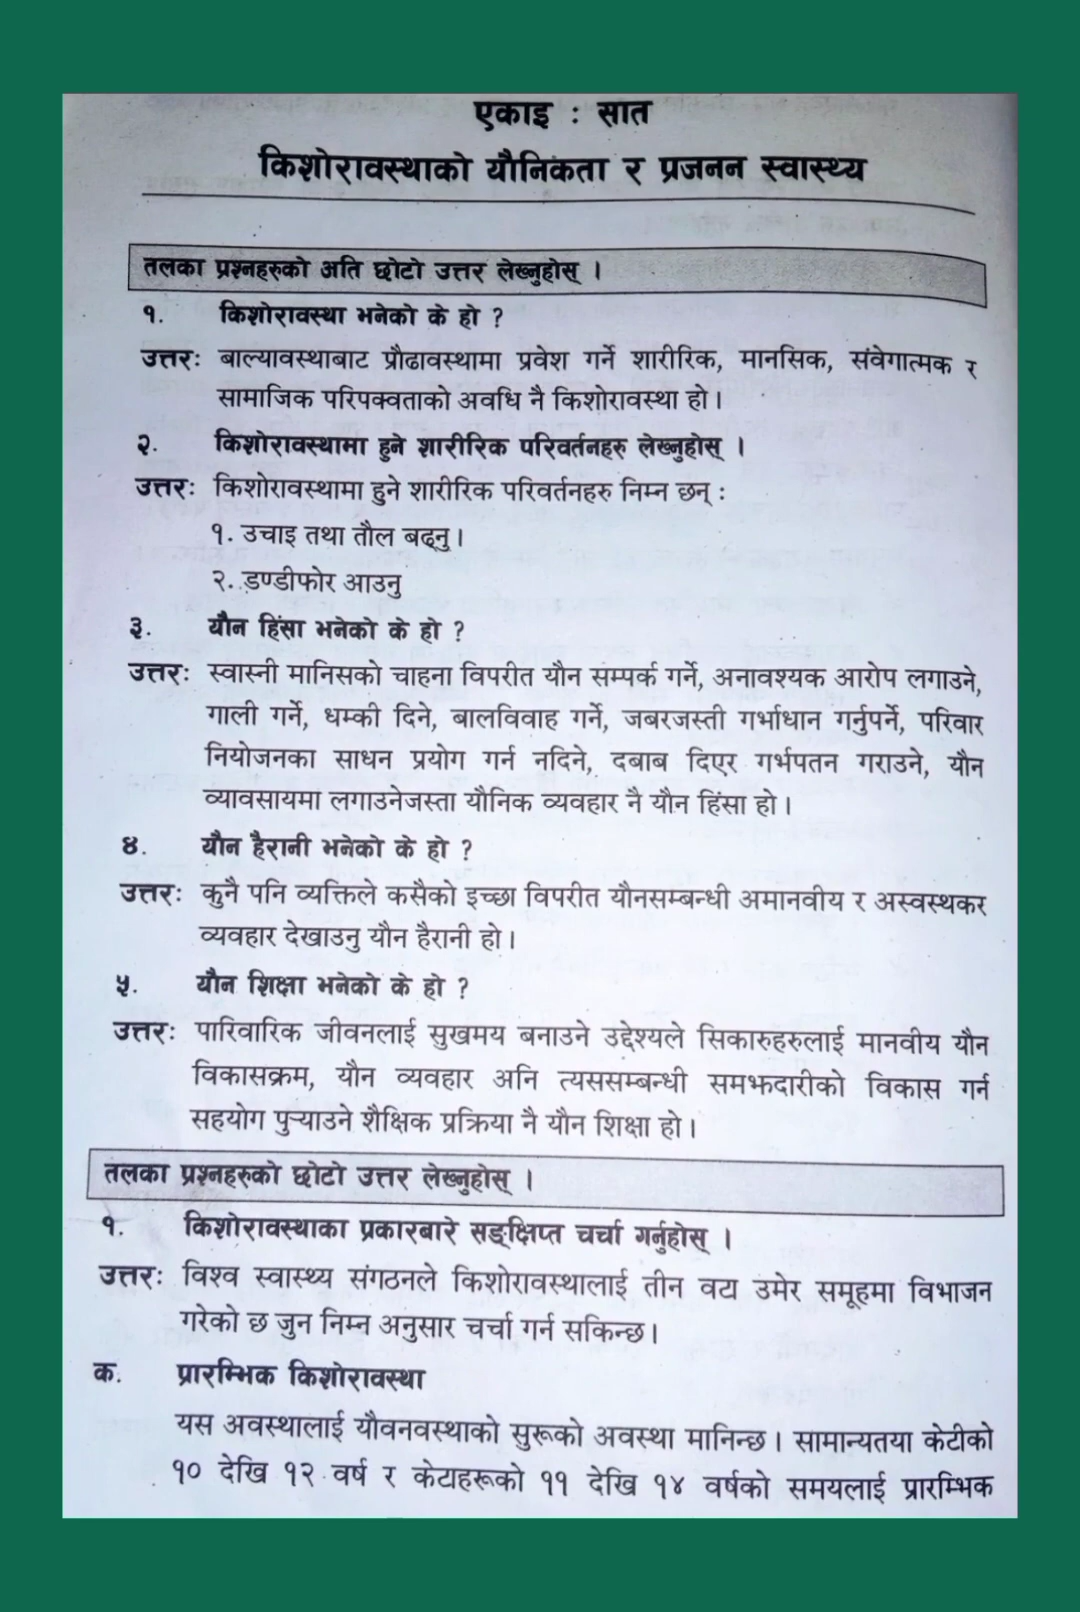 एकाइ : सात
किशोरावस्थाको यौनिकता र प्रजनन स्वास्थ्य
तलका प्रश्नहरुको अति छोटो उत्तर लेख्नुहोस् ।
१. किशोरावस्था भनेको के हो ?
उत्तरः बाल्यावस्थाबाट प्रौढावस्थामा प्रवेश गर्ने शारीरिक, मानसिक, संवेगात्मक र
सामाजिक परिपक्वताको अवधि नै किशोरावस्था हो।
२. किशोरावस्थामा हुने शारीरिक परिवर्तनहरु लेख्नुहोस् ।
उत्तरः किशोरावस्थामा हुने शारीरिक परिवर्तनहरु निम्न छन् :
१. उचाइ तथा तौल बढ्नु।
२. डण्डीफोर आउनु
३. यौन हिंसा भनेको के हो ?
उत्तरः स्वास्नी मानिसको चाहना विपरीत यौन सम्पर्क गर्ने, अनावश्यक आरोप लगाउने,
गाली गर्ने, धम्की दिने, बालविवाह गर्ने, जबरजस्ती गर्भाधान गर्नुपर्ने, परिवार
नियोजनका साधन प्रयोग गर्न नदिने, दबाब दिएर गर्भपतन गराउने, यौन
व्यावसायमा लगाउनेजस्ता यौनिक व्यवहार नै यौन हिंसा हो।
४. यौन हैरानी भनेको के हो ?
उत्तरः कुनै पनि व्यक्तिले कसैको इच्छा विपरीत यौनसम्बन्धी अमानवीय र अस्वस्थकर
व्यवहार देखाउनु यौन हैरानी हो।
५. यौन शिक्षा भनेको के हो ?
उत्तरः पारिवारिक जीवनलाई सुखमय बनाउने उद्देश्यले सिकारुहरुलाई मानवीय यौन
विकासक्रम, यौन व्यवहार अनि त्यससम्बन्धी समझदारीको विकास गर्न
सहयोग पुऱ्याउने शैक्षिक प्रक्रिया नै यौन शिक्षा हो।
तलका प्रश्नहरुको छोटो उत्तर लेख्नुहोस् ।
१. किशोरावस्थाका प्रकारबारे सङ्क्षिप्त चर्चा गर्नुहोस् ।
उत्तरः विश्व स्वास्थ्य संगठनले किशोरावस्थालाई तीन वटा उमेर समूहमा विभाजन
गरेको छ जुन निम्न अनुसार चर्चा गर्न सकिन्छ।
क. प्रारम्भिक किशोरावस्था
यस अवस्थालाई यौवनवस्थाको सुरूको अवस्था मानिन्छ। सामान्यतया केटीको
१० देखि १२ वर्ष र केटाहरूको ११ देखि १४ वर्षको समयलाई प्रारम्भिक